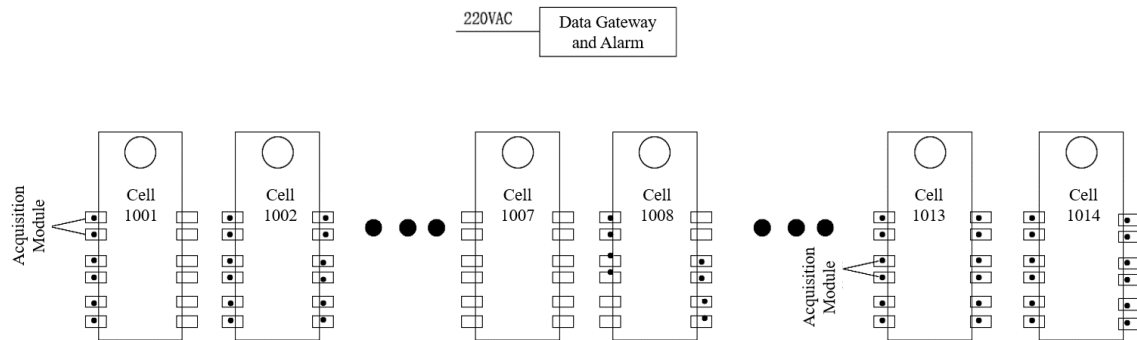 220VAC
Data Gateway
and Alarm
Acquisition
Module
Cell
1001
Cell
1002
Cell
1007
Cell
1008
Acquisition
Module
Cell
1013
Cell
1014